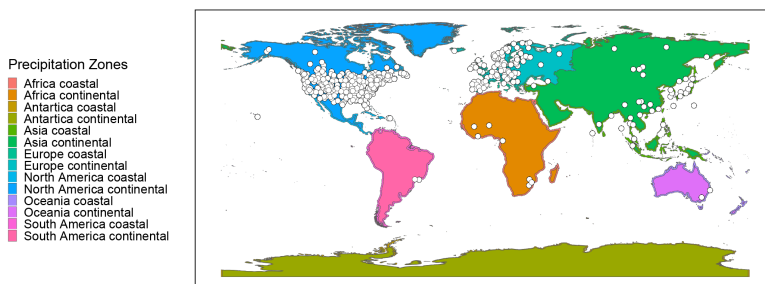 Precipitation Zones
Africa coastal
Africa continental
Antartica coastal
Antartica continental
Asia coastal
Asia continental
Europe coastal
Europe continental
North America coastal
North America continental
Oceania coastal
Oceania continental
South America coastal
South America continental